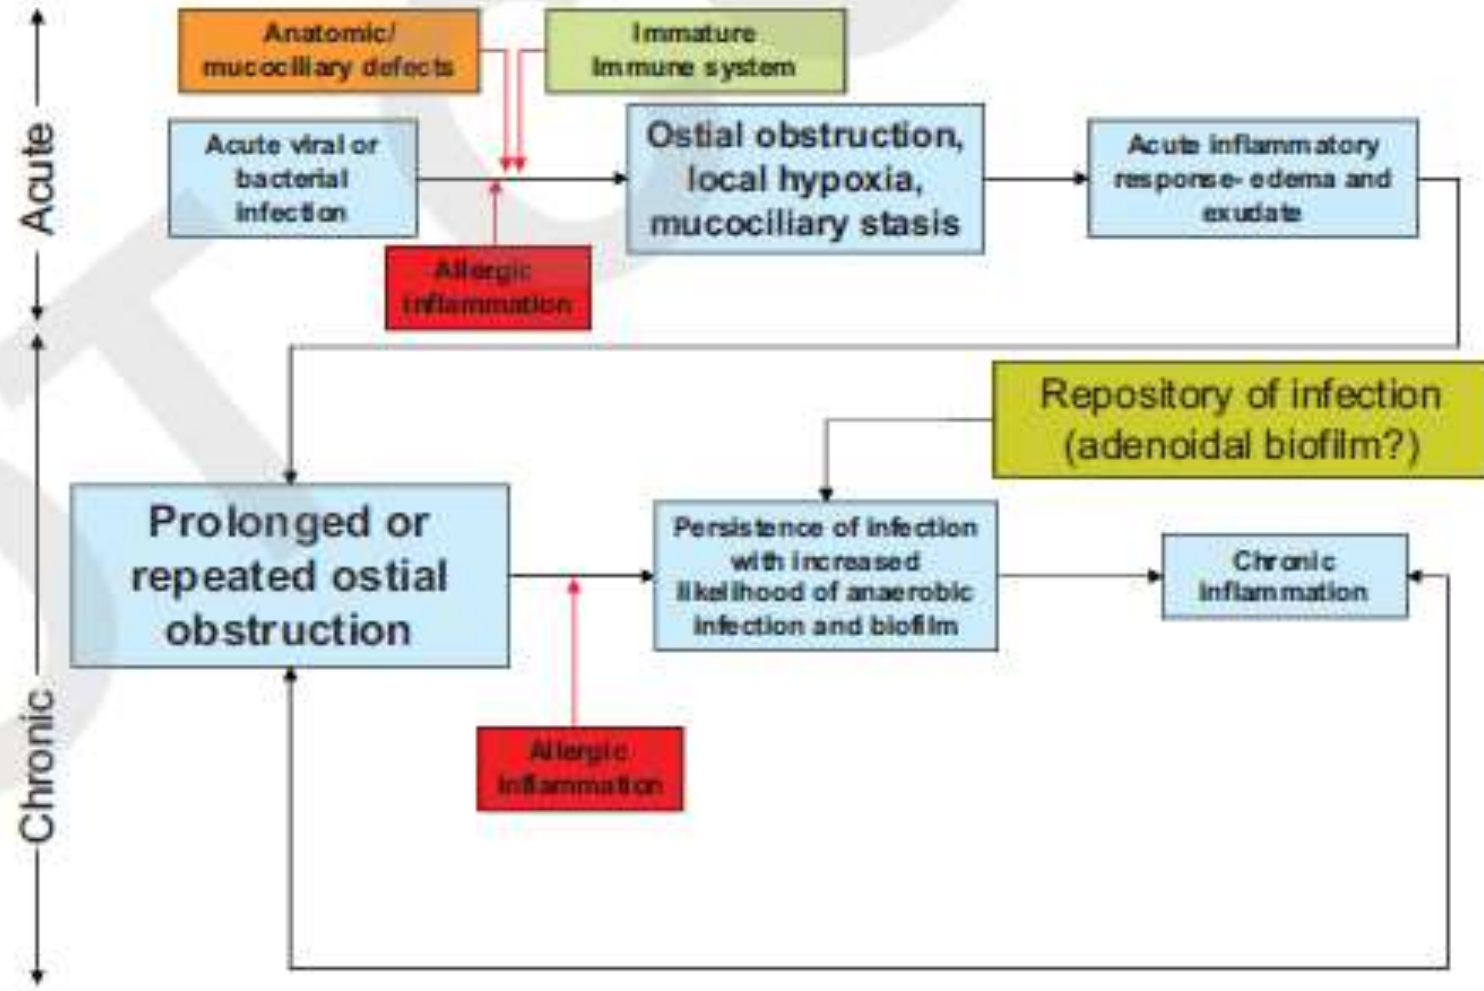 Acute
Anatomic/
mucociliary defects
Immature
Immune system
Acute viral or
bacterial
infection
Ostial obstruction,
local hypoxia,
mucociliary stasis
Acute inflammatory
response- edema and
exudate
Allergic
inflammation
Chronic
Repository of infection
(adenoidal biofilm?)
Prolonged or
repeated ostial
obstruction
Persistence of infection
with increased
likelihood of anaerobic
infection and biofilm
Chronic
inflammation
Allergic
inflammation